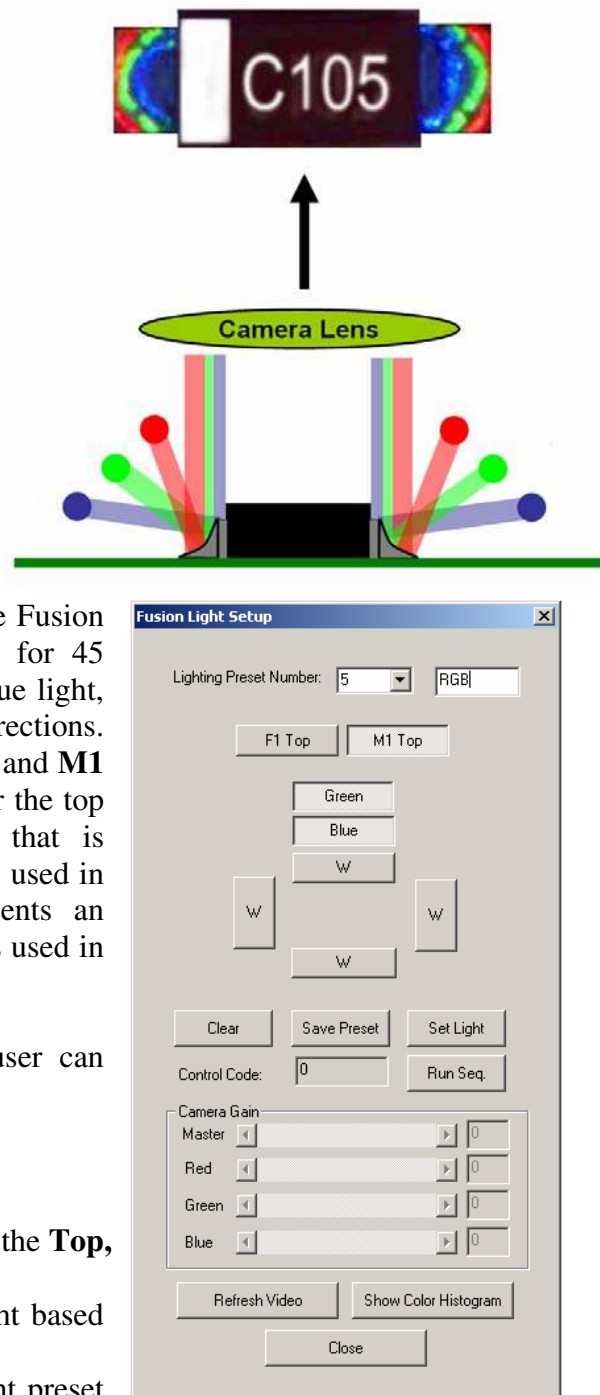 C105
Camera Lens
e Fusion
for 45
ue light,
rections.
and M1
r the top
that is
used in
ents an
s used in
user can
the Top,
nt based
nt preset
Fusion Light Setup
Lighting Preset Number: 5 RGB
F1 Top M1 Top
Green
Blue
W
W W
W
Clear Save Preset Set Light
Control Code: 0 Run Seq.
Camera Gain
Master 0
Red 0
Green 0
Blue 0
Refresh Video Show Color Histogram
Close